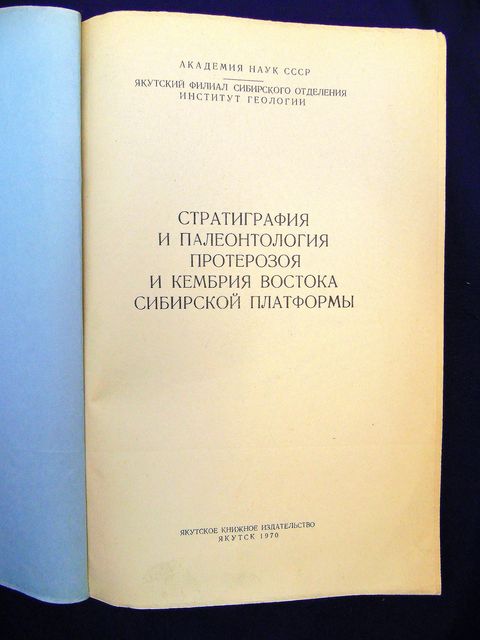 АКАДЕМИЯ НАУК СССР
ЯКУТСКИЙ ФИЛИАЛ СИБИРСКОГО ОТДЕЛЕНИЯ
ИНСТИТУТ ГЕОЛОГИИ
СТРАТИГРАФИЯ
И ПАЛЕОНТОЛОГИЯ
ПРОТЕРОЗОЯ
И КЕМБРИЯ ВОСТОКА
СИБИРСКОЙ ПЛАТФОРМЫ
ЯКУТСКОЕ КНИЖНОЕ ИЗДАТЕЛЬСТВО
ЯКУТСК 1970